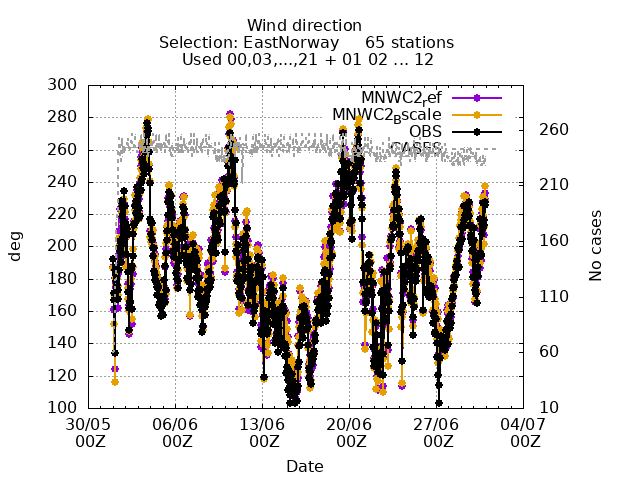 Wind direction
Selection: EastNorway 65 stations
Used 00,03,...,21 + 01 02 ... 12
300
280
260
240
220
200
180
160
140
120
100
deg
MNWC2ref
MNWC2Bscale
OBS
CASES
260
210
160
110
60
10
No cases
30/05 06/06 13/06 20/06 27/06 04/07
00Z 00Z 00Z 00Z 00Z 00Z
Date